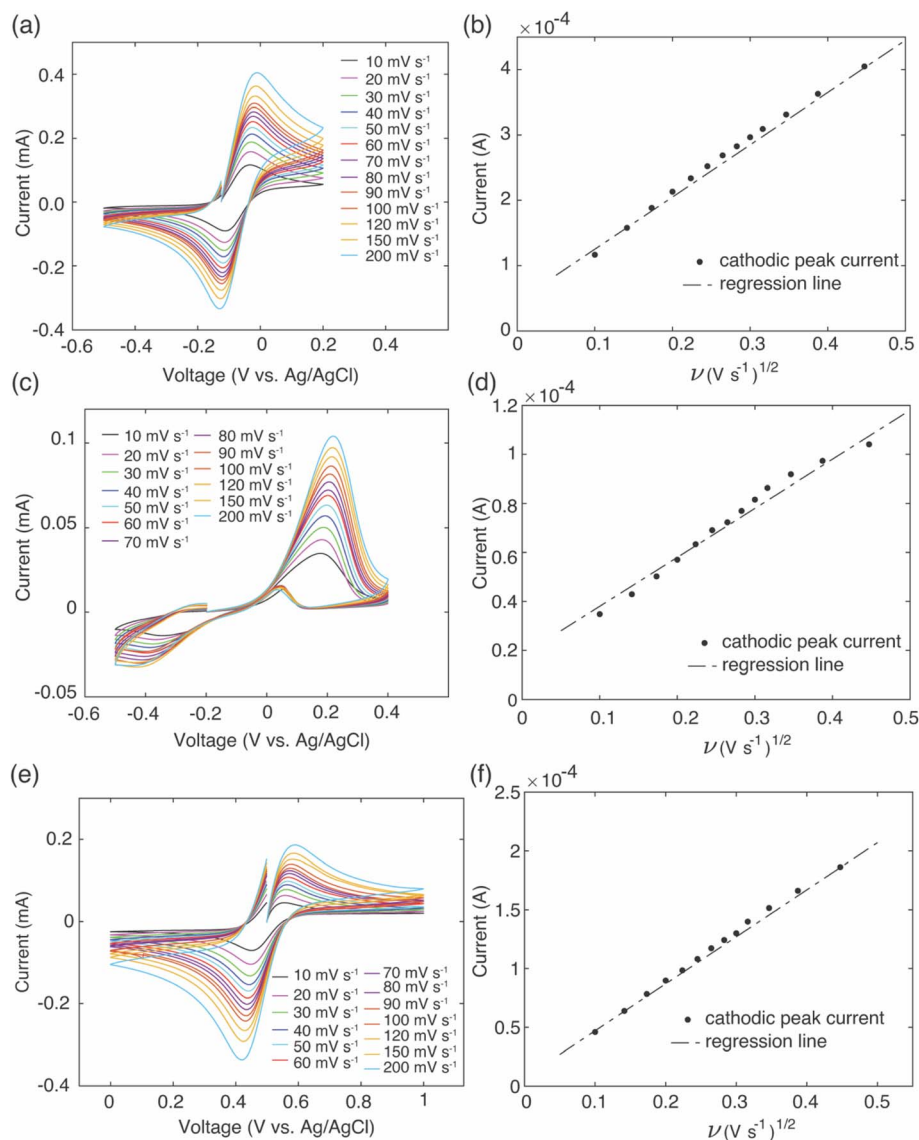 (a)
0.6
0.4
0.2
0.0
-0.2
-0.4
Current (mA)
10 mV s⁻¹
20 mV s⁻¹
30 mV s⁻¹
40 mV s⁻¹
50 mV s⁻¹
60 mV s⁻¹
70 mV s⁻¹
80 mV s⁻¹
90 mV s⁻¹
100 mV s⁻¹
120 mV s⁻¹
150 mV s⁻¹
200 mV s⁻¹
-0.6 -0.4 -0.2 0 0.2 0.4 0.6
Voltage (V vs. Ag/AgCl)
(b)
×10⁻⁴
5
4
3
2
1
0
Current (A)
cathodic peak current
regression line
0 0.1 0.2 0.3 0.4 0.5
ν(V s⁻¹)¹/²
(c)
0.1
0.05
0
-0.05
Current (mA)
10 mV s⁻¹ 80 mV s⁻¹
20 mV s⁻¹ 90 mV s⁻¹
30 mV s⁻¹ 100 mV s⁻¹
40 mV s⁻¹ 120 mV s⁻¹
50 mV s⁻¹ 150 mV s⁻¹
60 mV s⁻¹ 200 mV s⁻¹
70 mV s⁻¹
-0.6 -0.4 -0.2 0 0.2 0.4 0.6
Voltage (V vs. Ag/AgCl)
(d)
×10⁻⁴
1.2
1
0.8
0.6
0.4
0.2
0
Current (A)
cathodic peak current
regression line
0.1 0.2 0.3 0.4 0.5
ν(V s⁻¹)¹/²
(e)
0.2
0
-0.2
-0.4
Current (mA)
10 mV s⁻¹ 70 mV s⁻¹
20 mV s⁻¹ 80 mV s⁻¹
30 mV s⁻¹ 90 mV s⁻¹
40 mV s⁻¹ 100 mV s⁻¹
50 mV s⁻¹ 120 mV s⁻¹
60 mV s⁻¹ 150 mV s⁻¹
200 mV s⁻¹
0 0.2 0.4 0.6 0.8 1
Voltage (V vs. Ag/AgCl)
(f)
×10⁻⁴
2.5
2
1.5
1
0.5
0
Current (A)
cathodic peak current
regression line
0 0.1 0.2 0.3 0.4 0.5
ν(V s⁻¹)¹/²